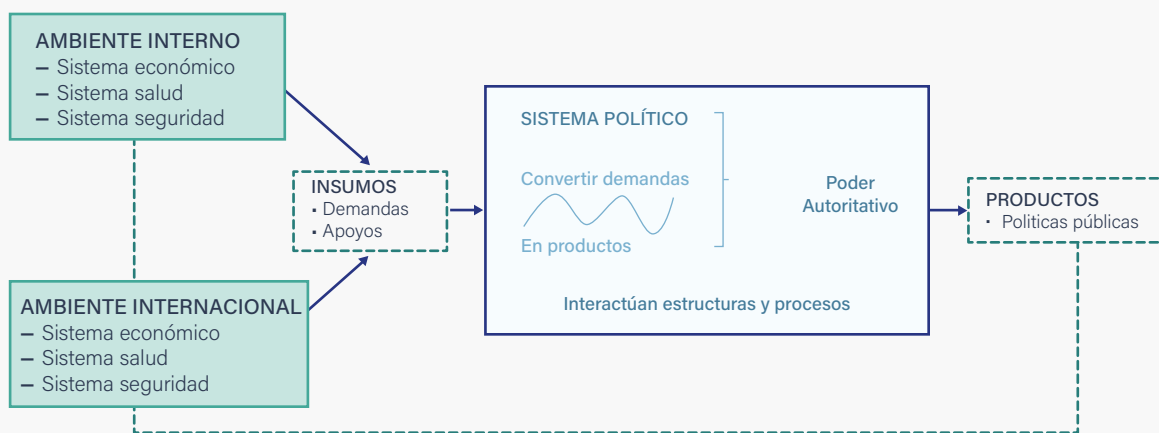 AMBIENTE INTERNO
– Sistema económico
– Sistema salud
– Sistema seguridad
INSUMOS
· Demandas
· Apoyos
AMBIENTE INTERNACIONAL
– Sistema económico
– Sistema salud
– Sistema seguridad
SISTEMA POLÍTICO
Convertir demandas
En productos
Poder
Autoritativo
Interactúan estructuras y procesos
PRODUCTOS
· Politicas públicas